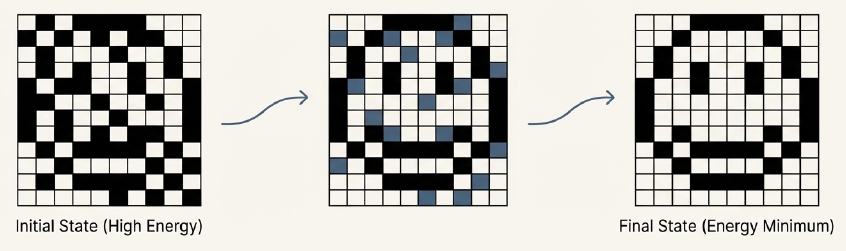 Initial State (High Energy)
Final State (Energy Minimum)